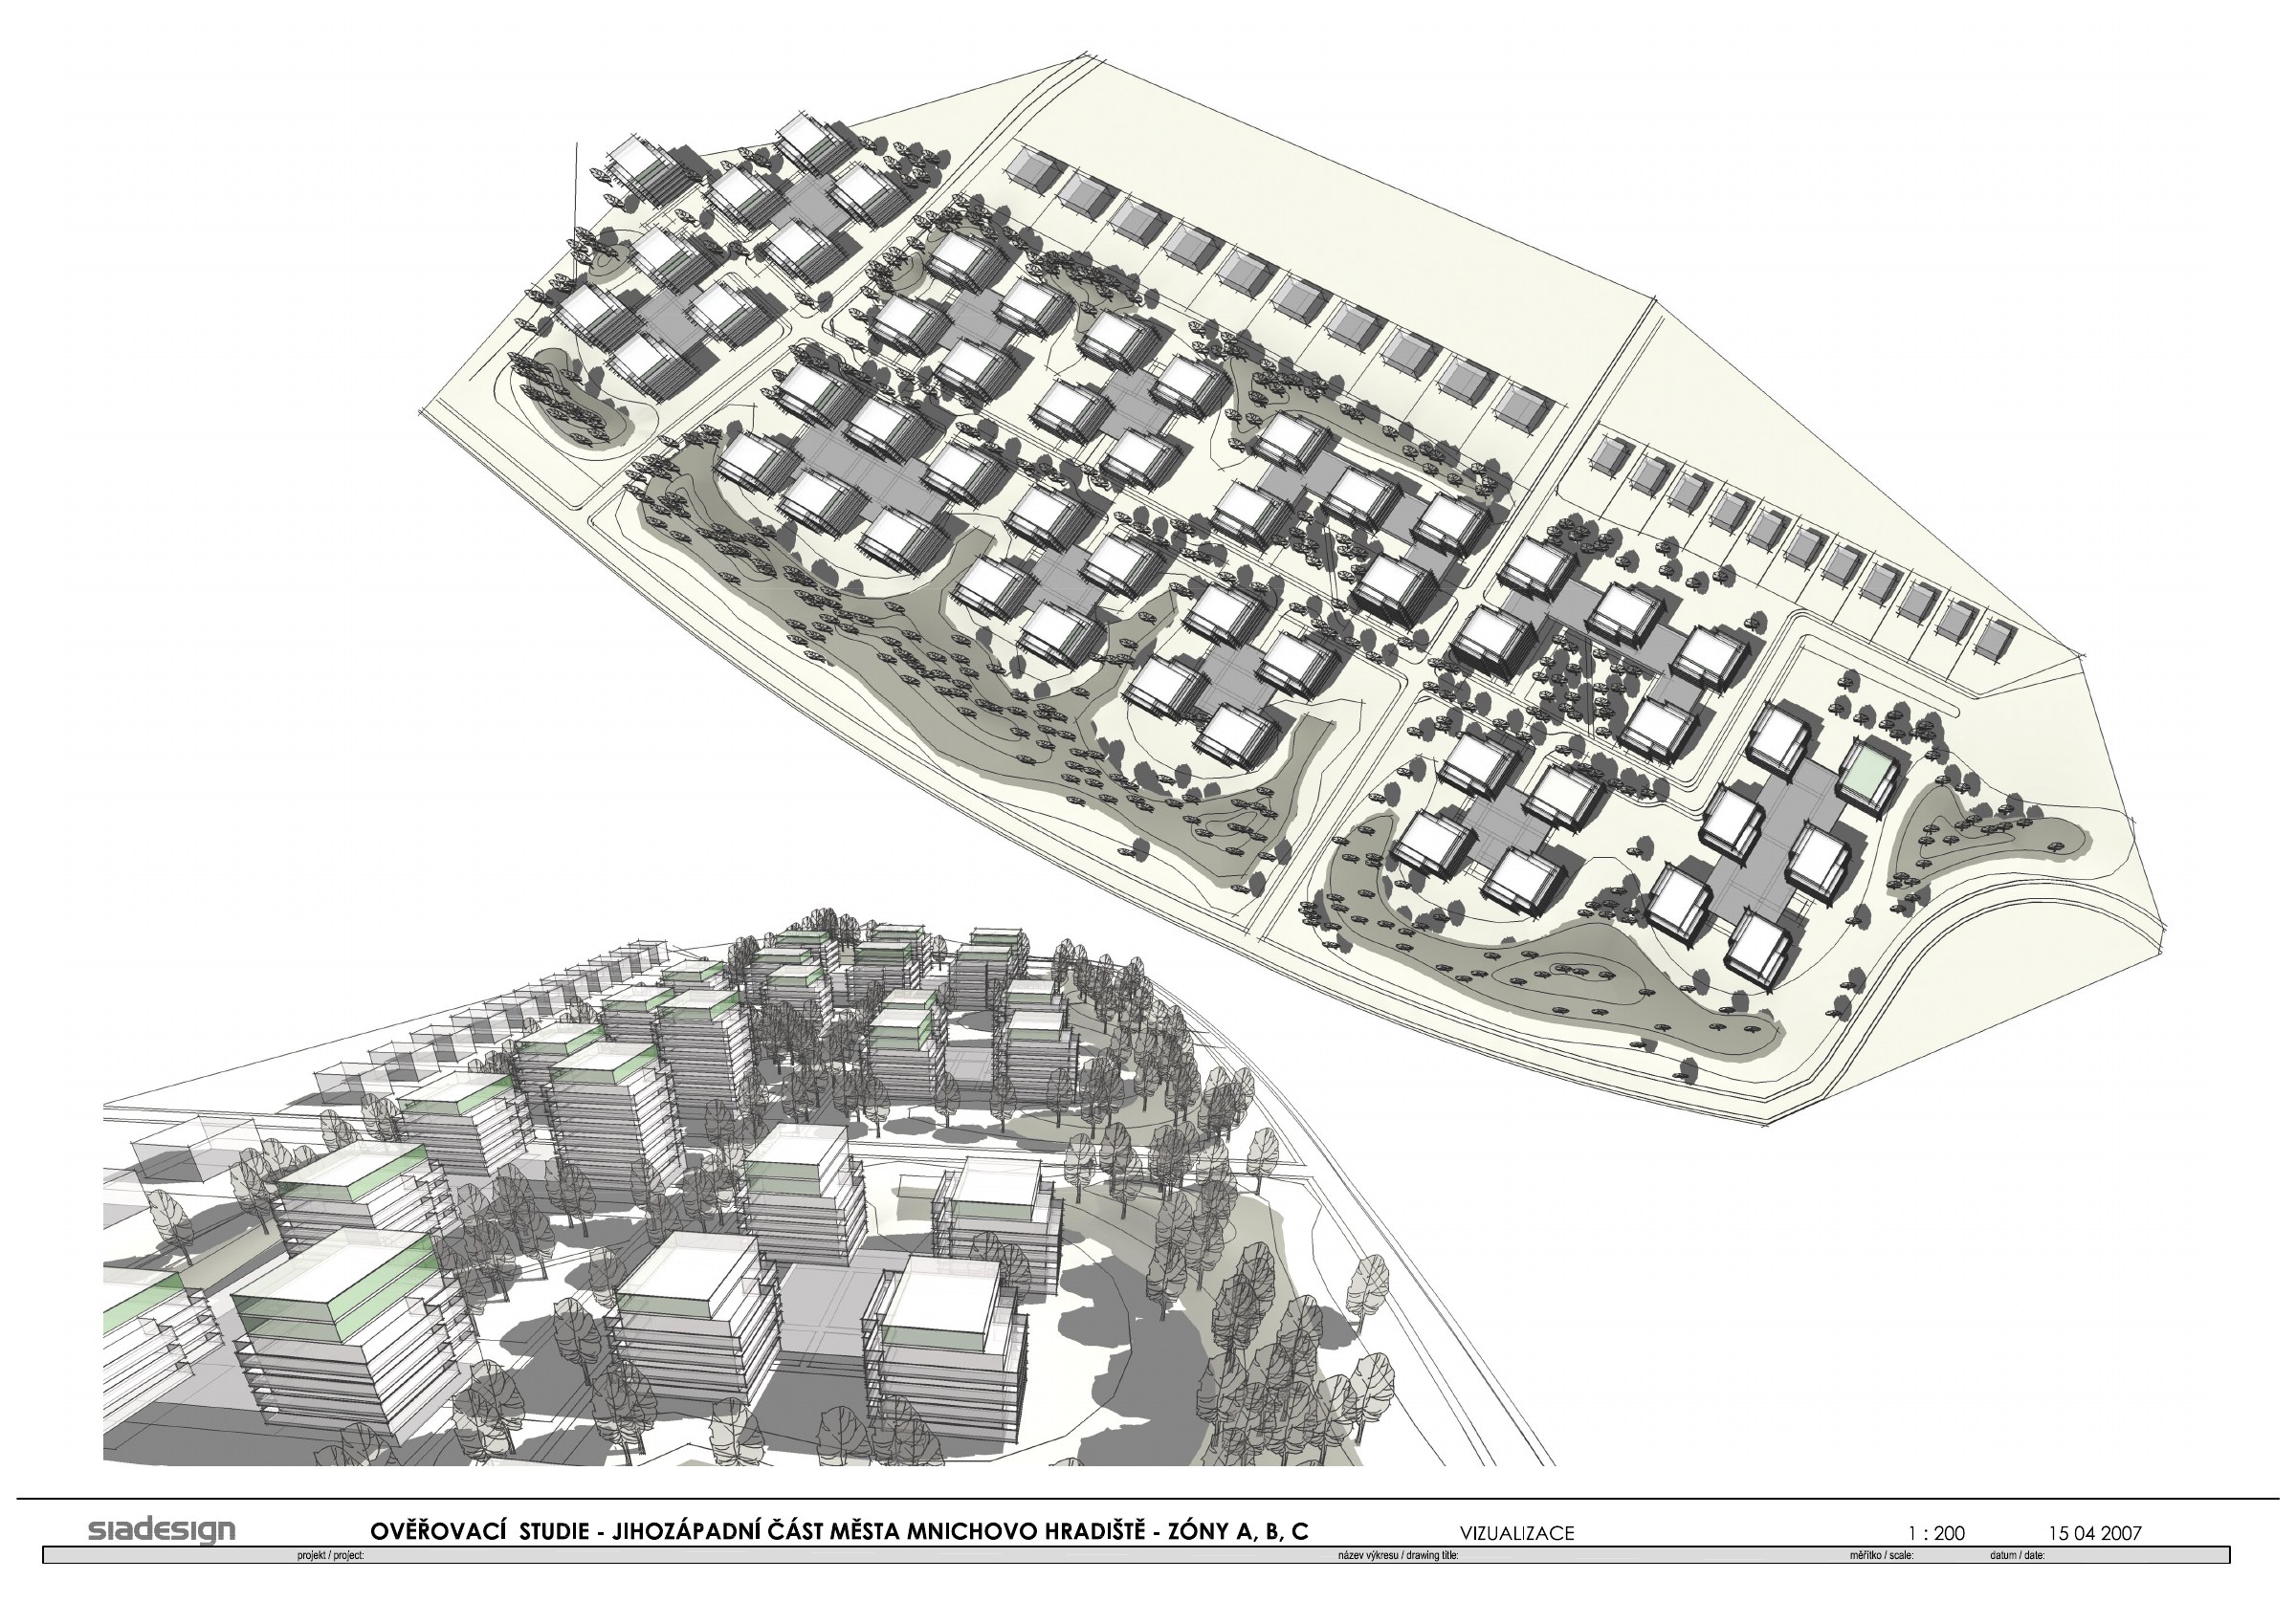 siadesign OVĚŘOVACÍ STUDIE - JIHOZÁPADNÍ ČÁST MĚSTA MNICHOVO HRADIŠTĚ - ZÓNY A, B, C VIZUALIZACE 1 : 200 15 04 2007
projekt / project: název výkresu / drawing title: měřítko / scale: datum / date: